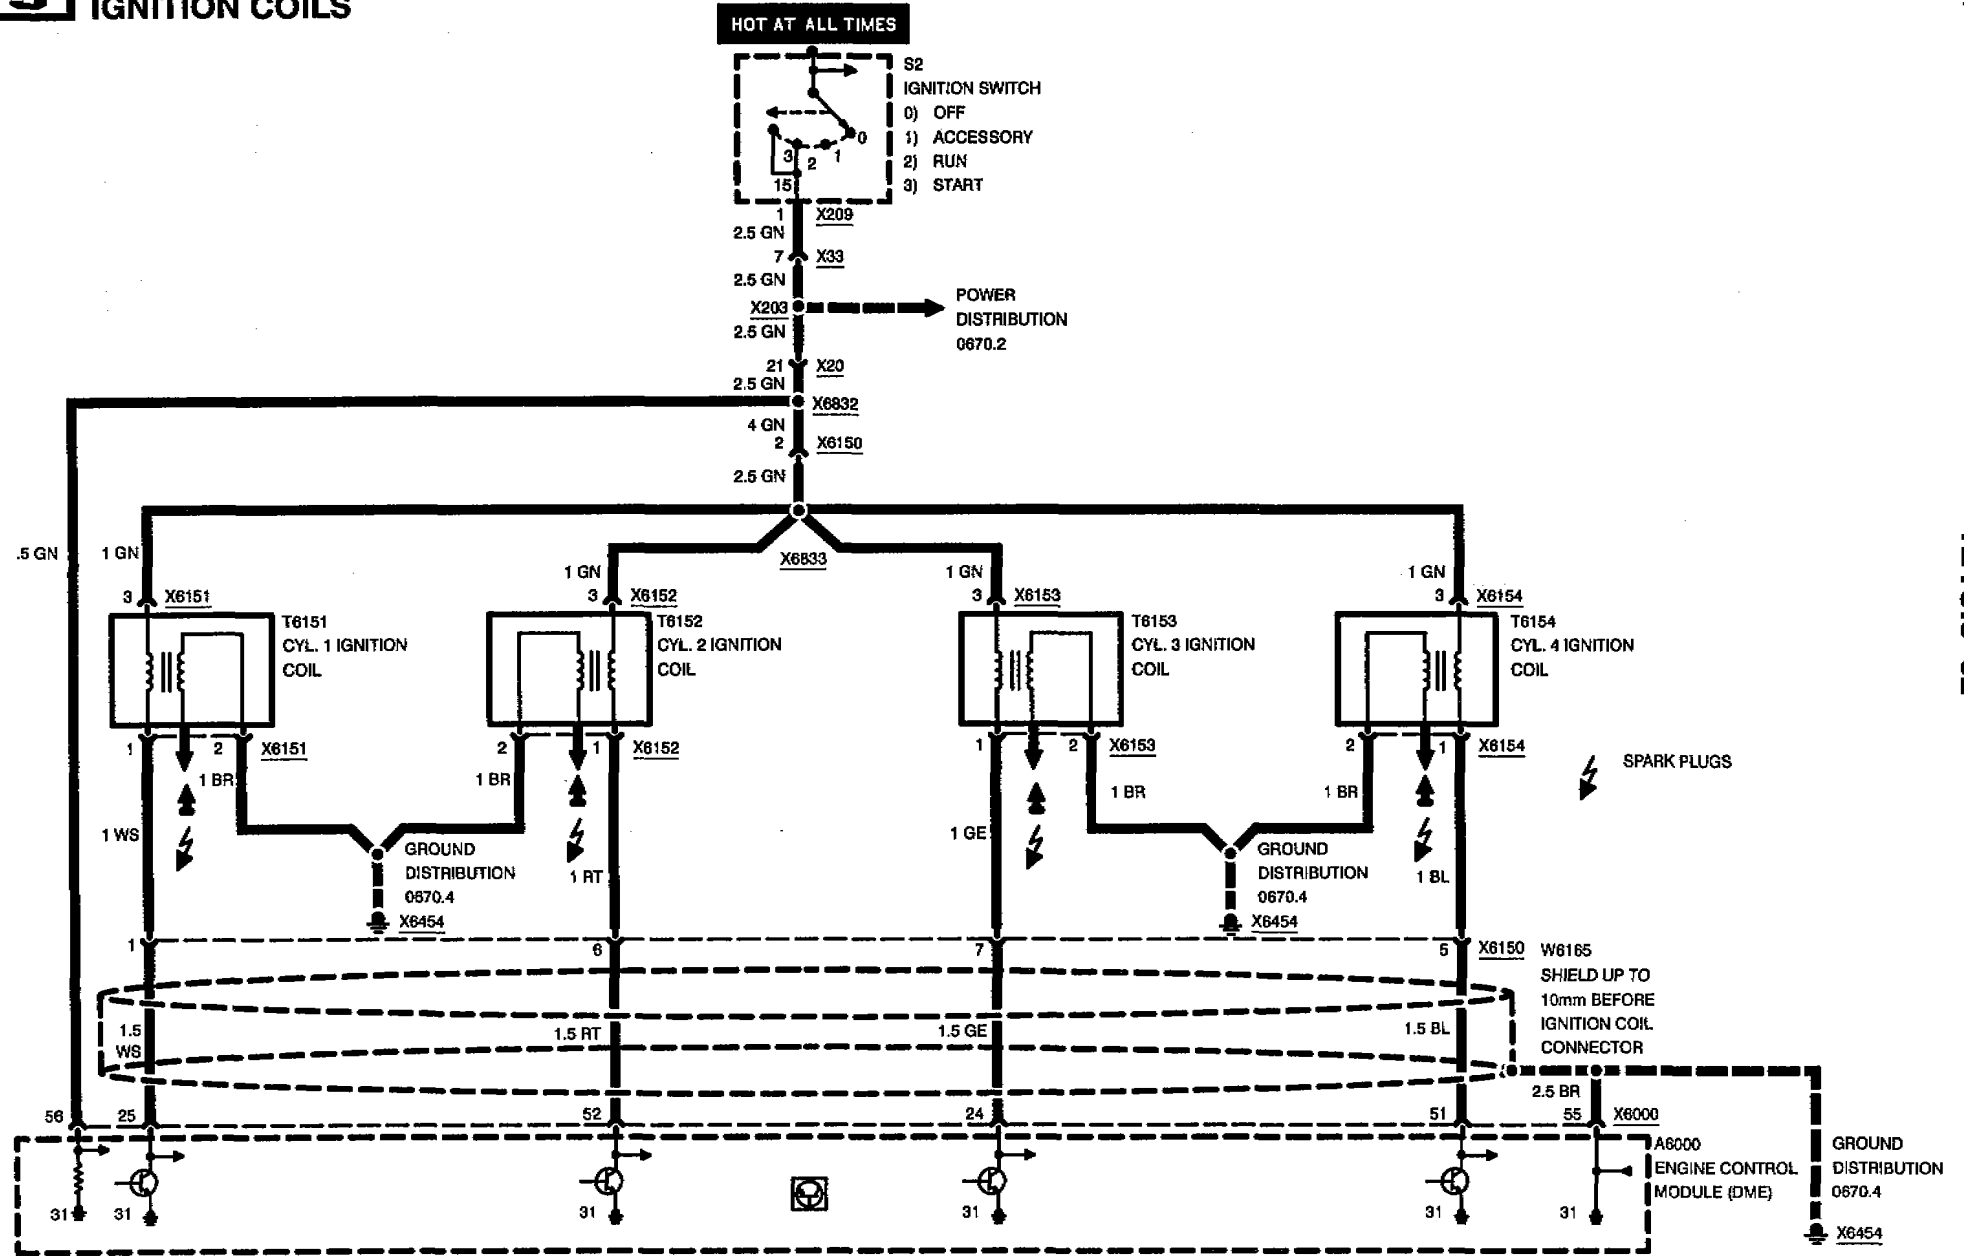 IGNITION COILS
HOT AT ALL TIMES
S2
IGNITION SWITCH
0) OFF
1) ACCESSORY
2) RUN
3) START
0
1
2
3
15
1 X209
2.5 GN
7 X33
2.5 GN
X203
POWER
DISTRIBUTION
0670.2
2.5 GN
21 X20
2.5 GN
X6832
4 GN
2 X6150
2.5 GN
X6833
.5 GN
1 GN
1 GN
1 GN
1 GN
3 X6151
3 X6152
3 X6153
3 X6154
T6151
CYL. 1 IGNITION
COIL
T6152
CYL. 2 IGNITION
COIL
T6153
CYL. 3 IGNITION
COIL
T6154
CYL. 4 IGNITION
COIL
1 2 X6151
2 1 X6152
1 2 X6153
2 1 X6154
SPARK PLUGS
1 BR
1 BR
1 BR
1 BR
1 WS
1 RT
1 GE
1 BL
GROUND
DISTRIBUTION
0670.4
X6454
GROUND
DISTRIBUTION
0670.4
X6454
1 6 7 5 X6150
W6165
SHIELD UP TO
10mm BEFORE
IGNITION COIL
CONNECTOR
1.5
WS
1.5 RT
1.5 GE
1.5 BL
2.5 BR
56 25 52 24 51 55 X6000
A6000
ENGINE CONTROL
MODULE (DME)
GROUND
DISTRIBUTION
0670.4
X6454
31 31 31 31 31 31